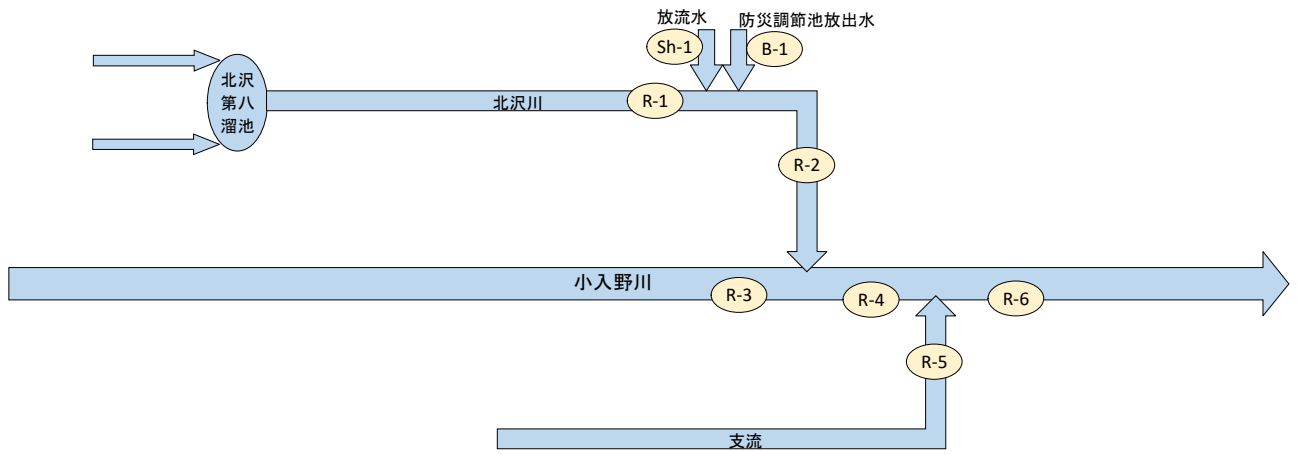 放流水
防災調節池放出水
Sh-1
B-1
北沢
第八
溜池
北沢川
R-1
R-2
小入野川
R-3
R-4
R-6
R-5
支流